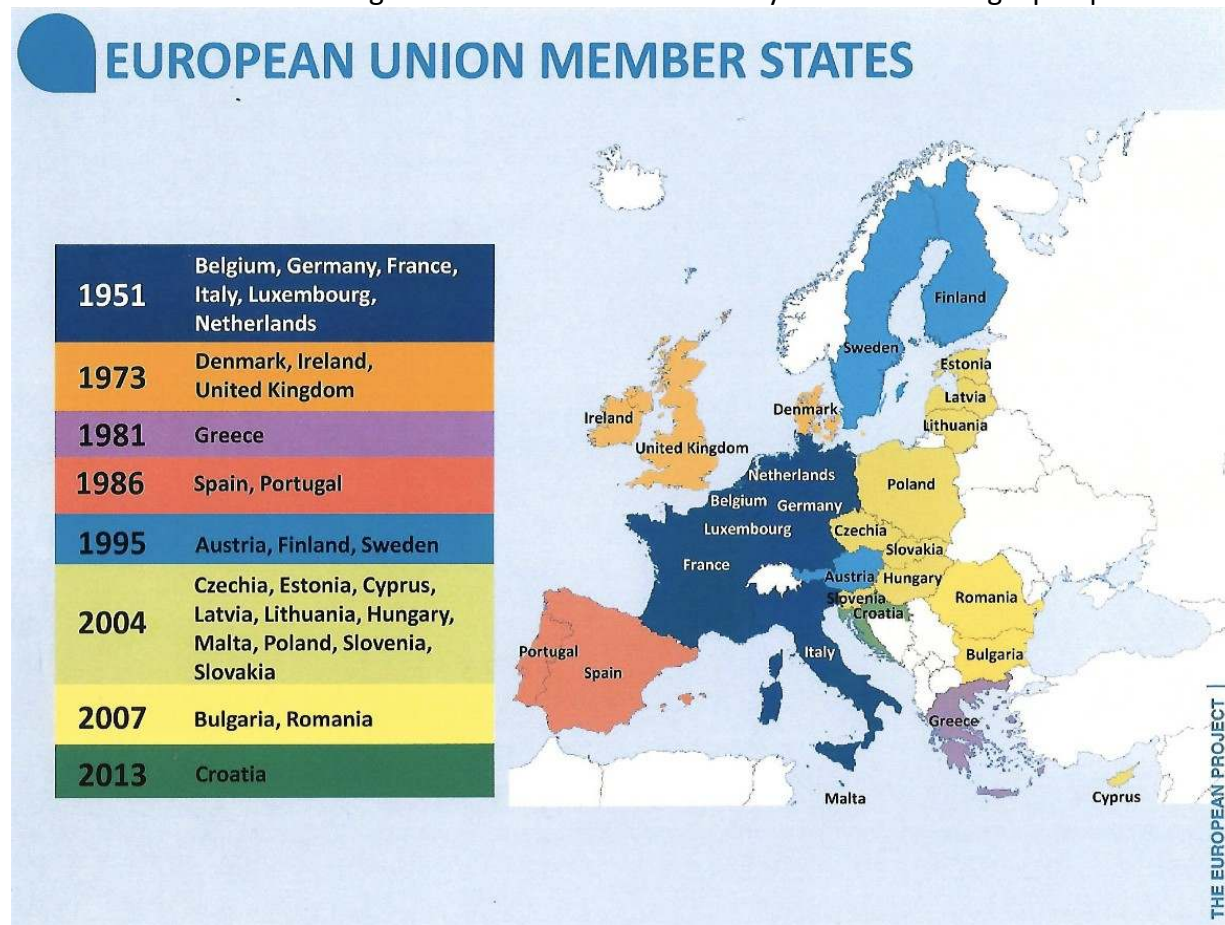 EUROPEAN UNION MEMBER STATES
1951
Belgium, Germany, France,
Italy, Luxembourg,
Netherlands
1973
Denmark, Ireland,
United Kingdom
1981
Greece
1986
Spain, Portugal
1995
Austria, Finland, Sweden
2004
Czechia, Estonia, Cyprus,
Latvia, Lithuania, Hungary,
Malta, Poland, Slovenia,
Slovakia
2007
Bulgaria, Romania
2013
Croatia
Finland
Sweden
Estonia
Latvia
Lithuania
Denmark
Ireland
United Kingdom
Netherlands
Poland
Belgium
Germany
Luxembourg
Czechia
Slovakia
France
Austria
Hungary
Slovenia
Romania
Croatia
Portugal
Italy
Bulgaria
Spain
Greece
Malta
Cyprus
THE EUROPEAN PROJECT |